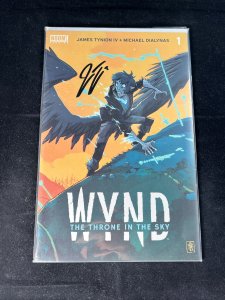 BOOM!
JAMES TYNION IV + MICHAEL DIALYNAS
1
WYND
THE THRONE IN THE SKY